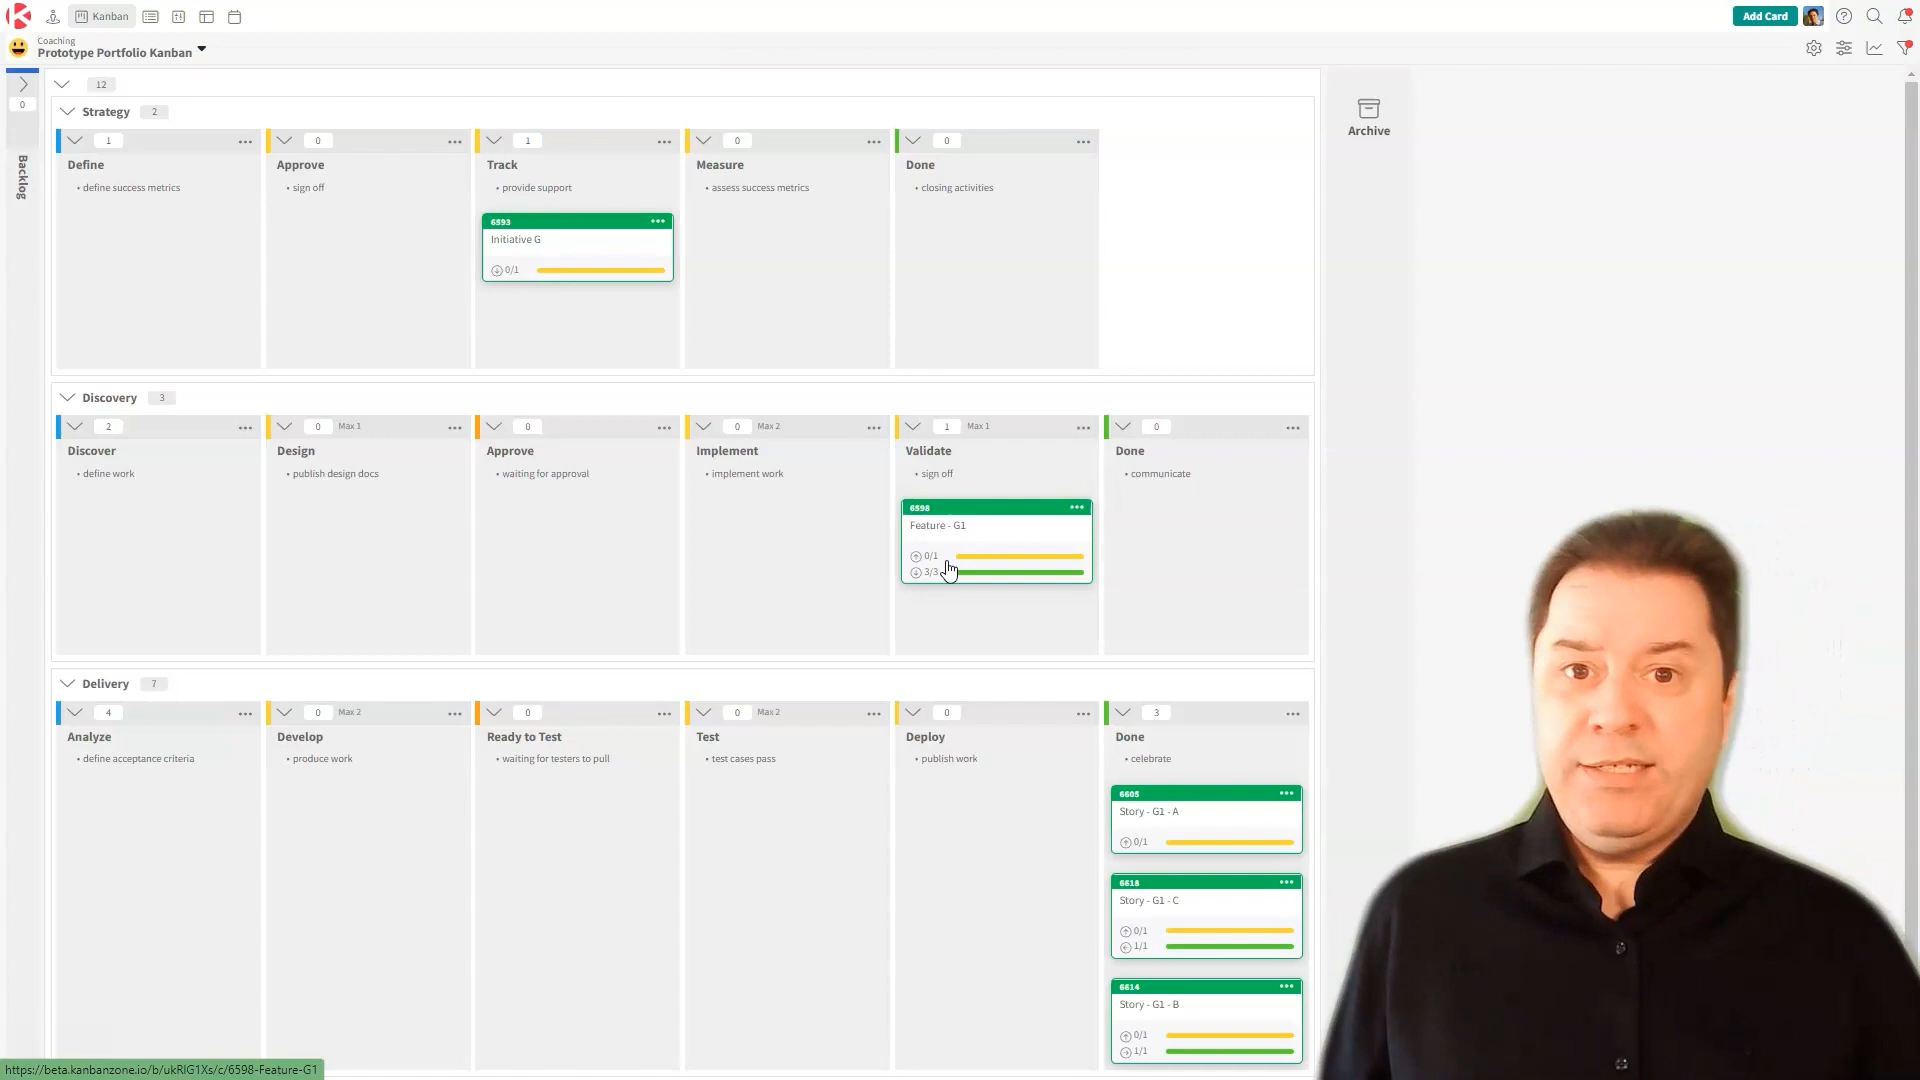 Kanban
Add Card
Coaching
Prototype Portfolio Kanban
0
Backlog
12
Strategy 2
1
Define
• define success metrics
0
Approve
• sign off
1
Track
• provide support
6593
Initiative G
0/1
0
Measure
• assess success metrics
0
Done
• closing activities
Archive
Discovery 3
2
Discover
• define work
0 Max 1
Design
• publish design docs
0
Approve
• waiting for approval
0 Max 2
Implement
• implement work
1 Max 1
Validate
• sign off
6598
Feature - G1
0/1
3/3
0
Done
• communicate
Delivery 7
4
Analyze
• define acceptance criteria
0 Max 2
Develop
• produce work
0
Ready to Test
• waiting for testers to pull
0 Max 2
Test
• test cases pass
0
Deploy
• publish work
3
Done
• celebrate
6605
Story - G1 - A
0/1
6618
Story - G1 - C
0/1
1/1
6614
Story - G1 - B
0/1
1/1
https://beta.kanbanzone.io/b/ukRlG1Xs/c/6598-Feature-G1